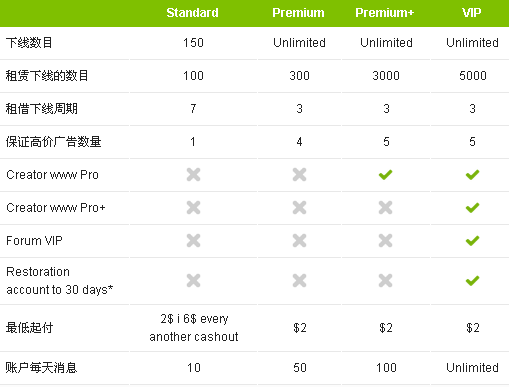 Standard Premium Premium+ VIP
下线数目 150 Unlimited Unlimited Unlimited
租赁下线的数目 100 300 3000 5000
租借下线周期 7 3 3 3
保证高价广告数量 1 4 5 5
Creator www Pro
Creator www Pro+
Forum VIP
Restoration
account to 30 days*
最低起付 2$ i 6$ every
another cashout $2 $2 $2
账户每天消息 10 50 100 Unlimited